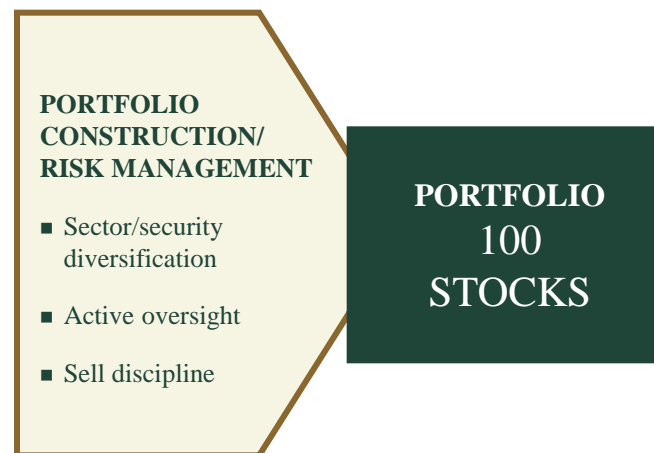 PORTFOLIO
CONSTRUCTION/
RISK MANAGEMENT
■ Sector/security
diversification
■ Active oversight
■ Sell discipline
PORTFOLIO
100
STOCKS